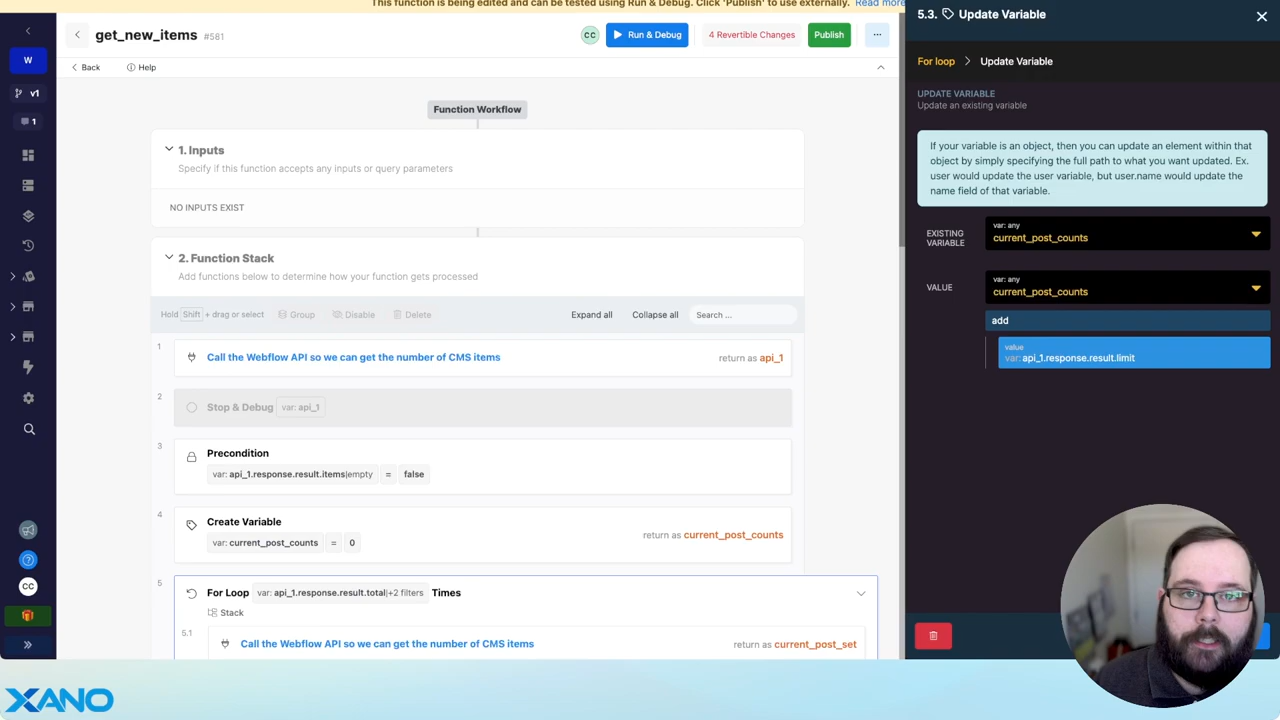 This function is being edited and can be tested using Run & Debug. Click 'Publish' to use externally. Read more
5.3. Update Variable
W
get_new_items #581
CC
Run & Debug
4 Revertible Changes
Publish
...
Back
Help
For loop > Update Variable
v1
UPDATE VARIABLE
Update an existing variable
1
Function Workflow
If your variable is an object, then you can update an element within that
object by simply specifying the full path to what you want updated. Ex.
user would update the user variable, but user.name would update the
name field of that variable.
1. Inputs
Specify if this function accepts any inputs or query parameters
NO INPUTS EXIST
EXISTING
VARIABLE
var: any
current_post_counts
2. Function Stack
Add functions below to determine how your function gets processed
VALUE
var: any
current_post_counts
add
value
var: api_1.response.result.limit
Hold Shift + drag or select
Group
Disable
Delete
Expand all
Collapse all
Search ...
1
Call the Webflow API so we can get the number of CMS items
return as api_1
2
Stop & Debug var: api_1
3
Precondition
var: api_1.response.result.items|empty = false
4
Create Variable
var: current_post_counts = 0
return as current_post_counts
5
For Loop var: api_1.response.result.total|+2 filters Times
Stack
5.1
Call the Webflow API so we can get the number of CMS items
return as current_post_set
CC
XANO